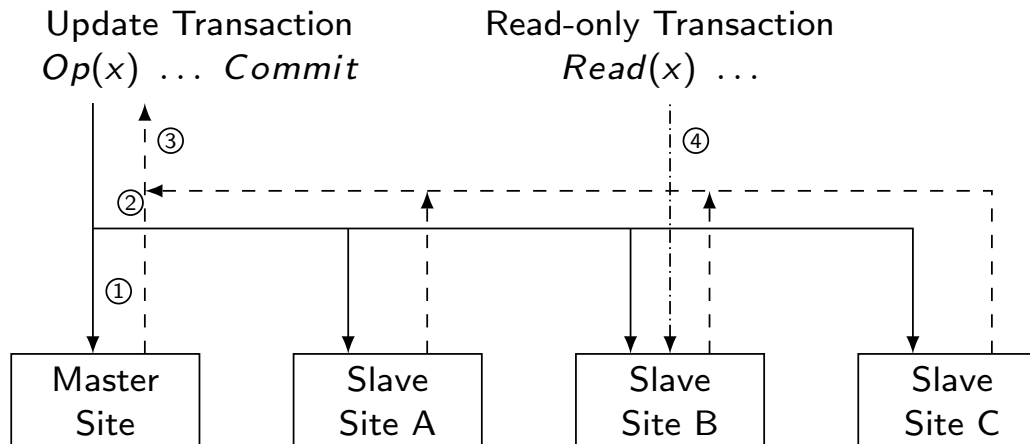 Update Transaction
Op(x) ... Commit
Read-only Transaction
Read(x) ...
③
④
②
①
Master
Site
Slave
Site A
Slave
Site B
Slave
Site C